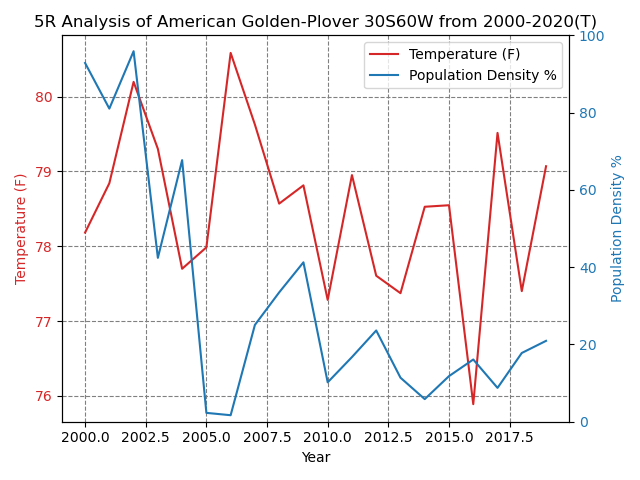 5R Analysis of American Golden-Plover 30S60W from 2000-2020(T)
Temperature (F)
Population Density %
80
79
78
77
76
Temperature (F)
100
80
60
40
20
0
Population Density %
2000.0 2002.5 2005.0 2007.5 2010.0 2012.5 2015.0 2017.5
Year